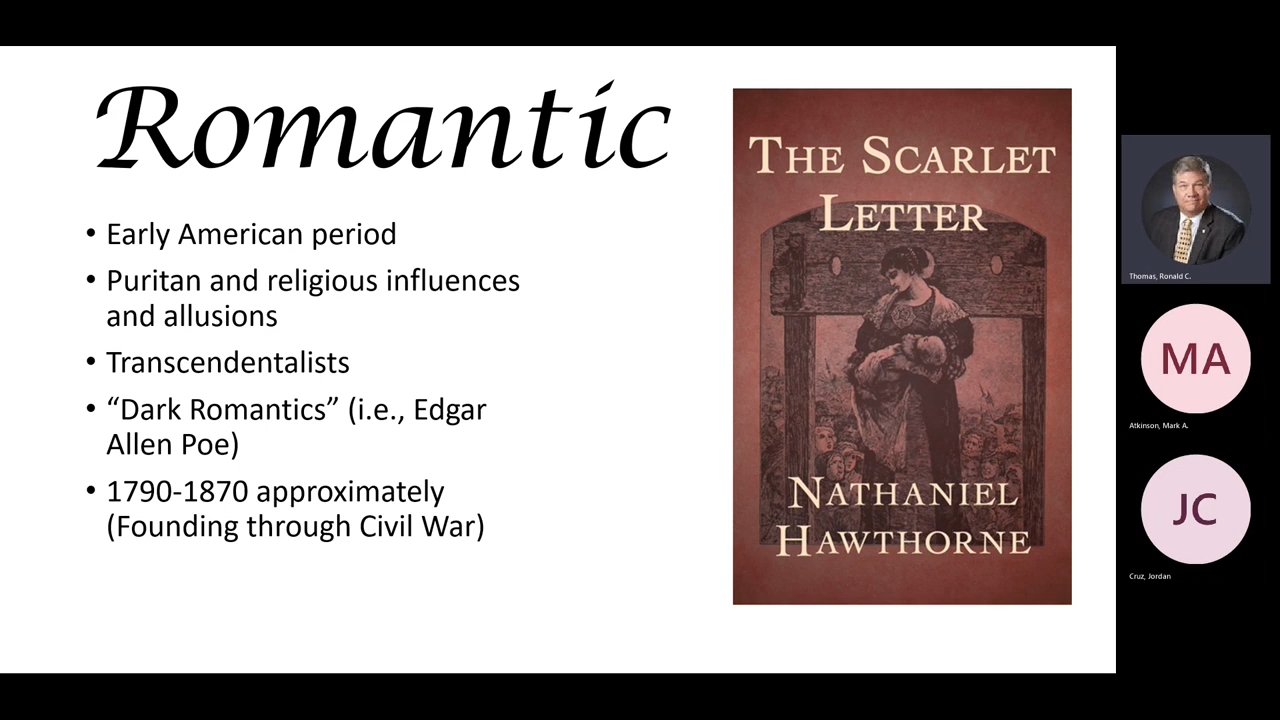 Romantic
• Early American period
• Puritan and religious influences
and allusions
• Transcendentalists
• “Dark Romantics” (i.e., Edgar
Allen Poe)
• 1790-1870 approximately
(Founding through Civil War)
THE SCARLET
LETTER
NATHANIEL
HAWTHORNE
Thomas, Ronald C.
MA
Atkinson, Mark A.
JC
Cruz, Jordan